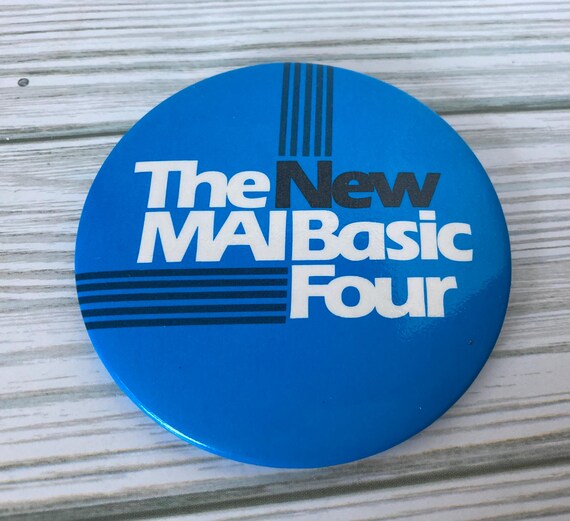 The New
MAI Basic
Four